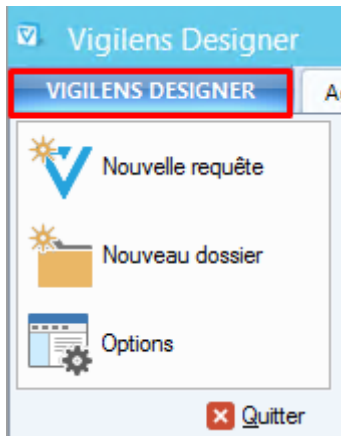 Vigilens Designer
VIGILENS DESIGNER
Nouvelle requête
Nouveau dossier
Options
Quitter